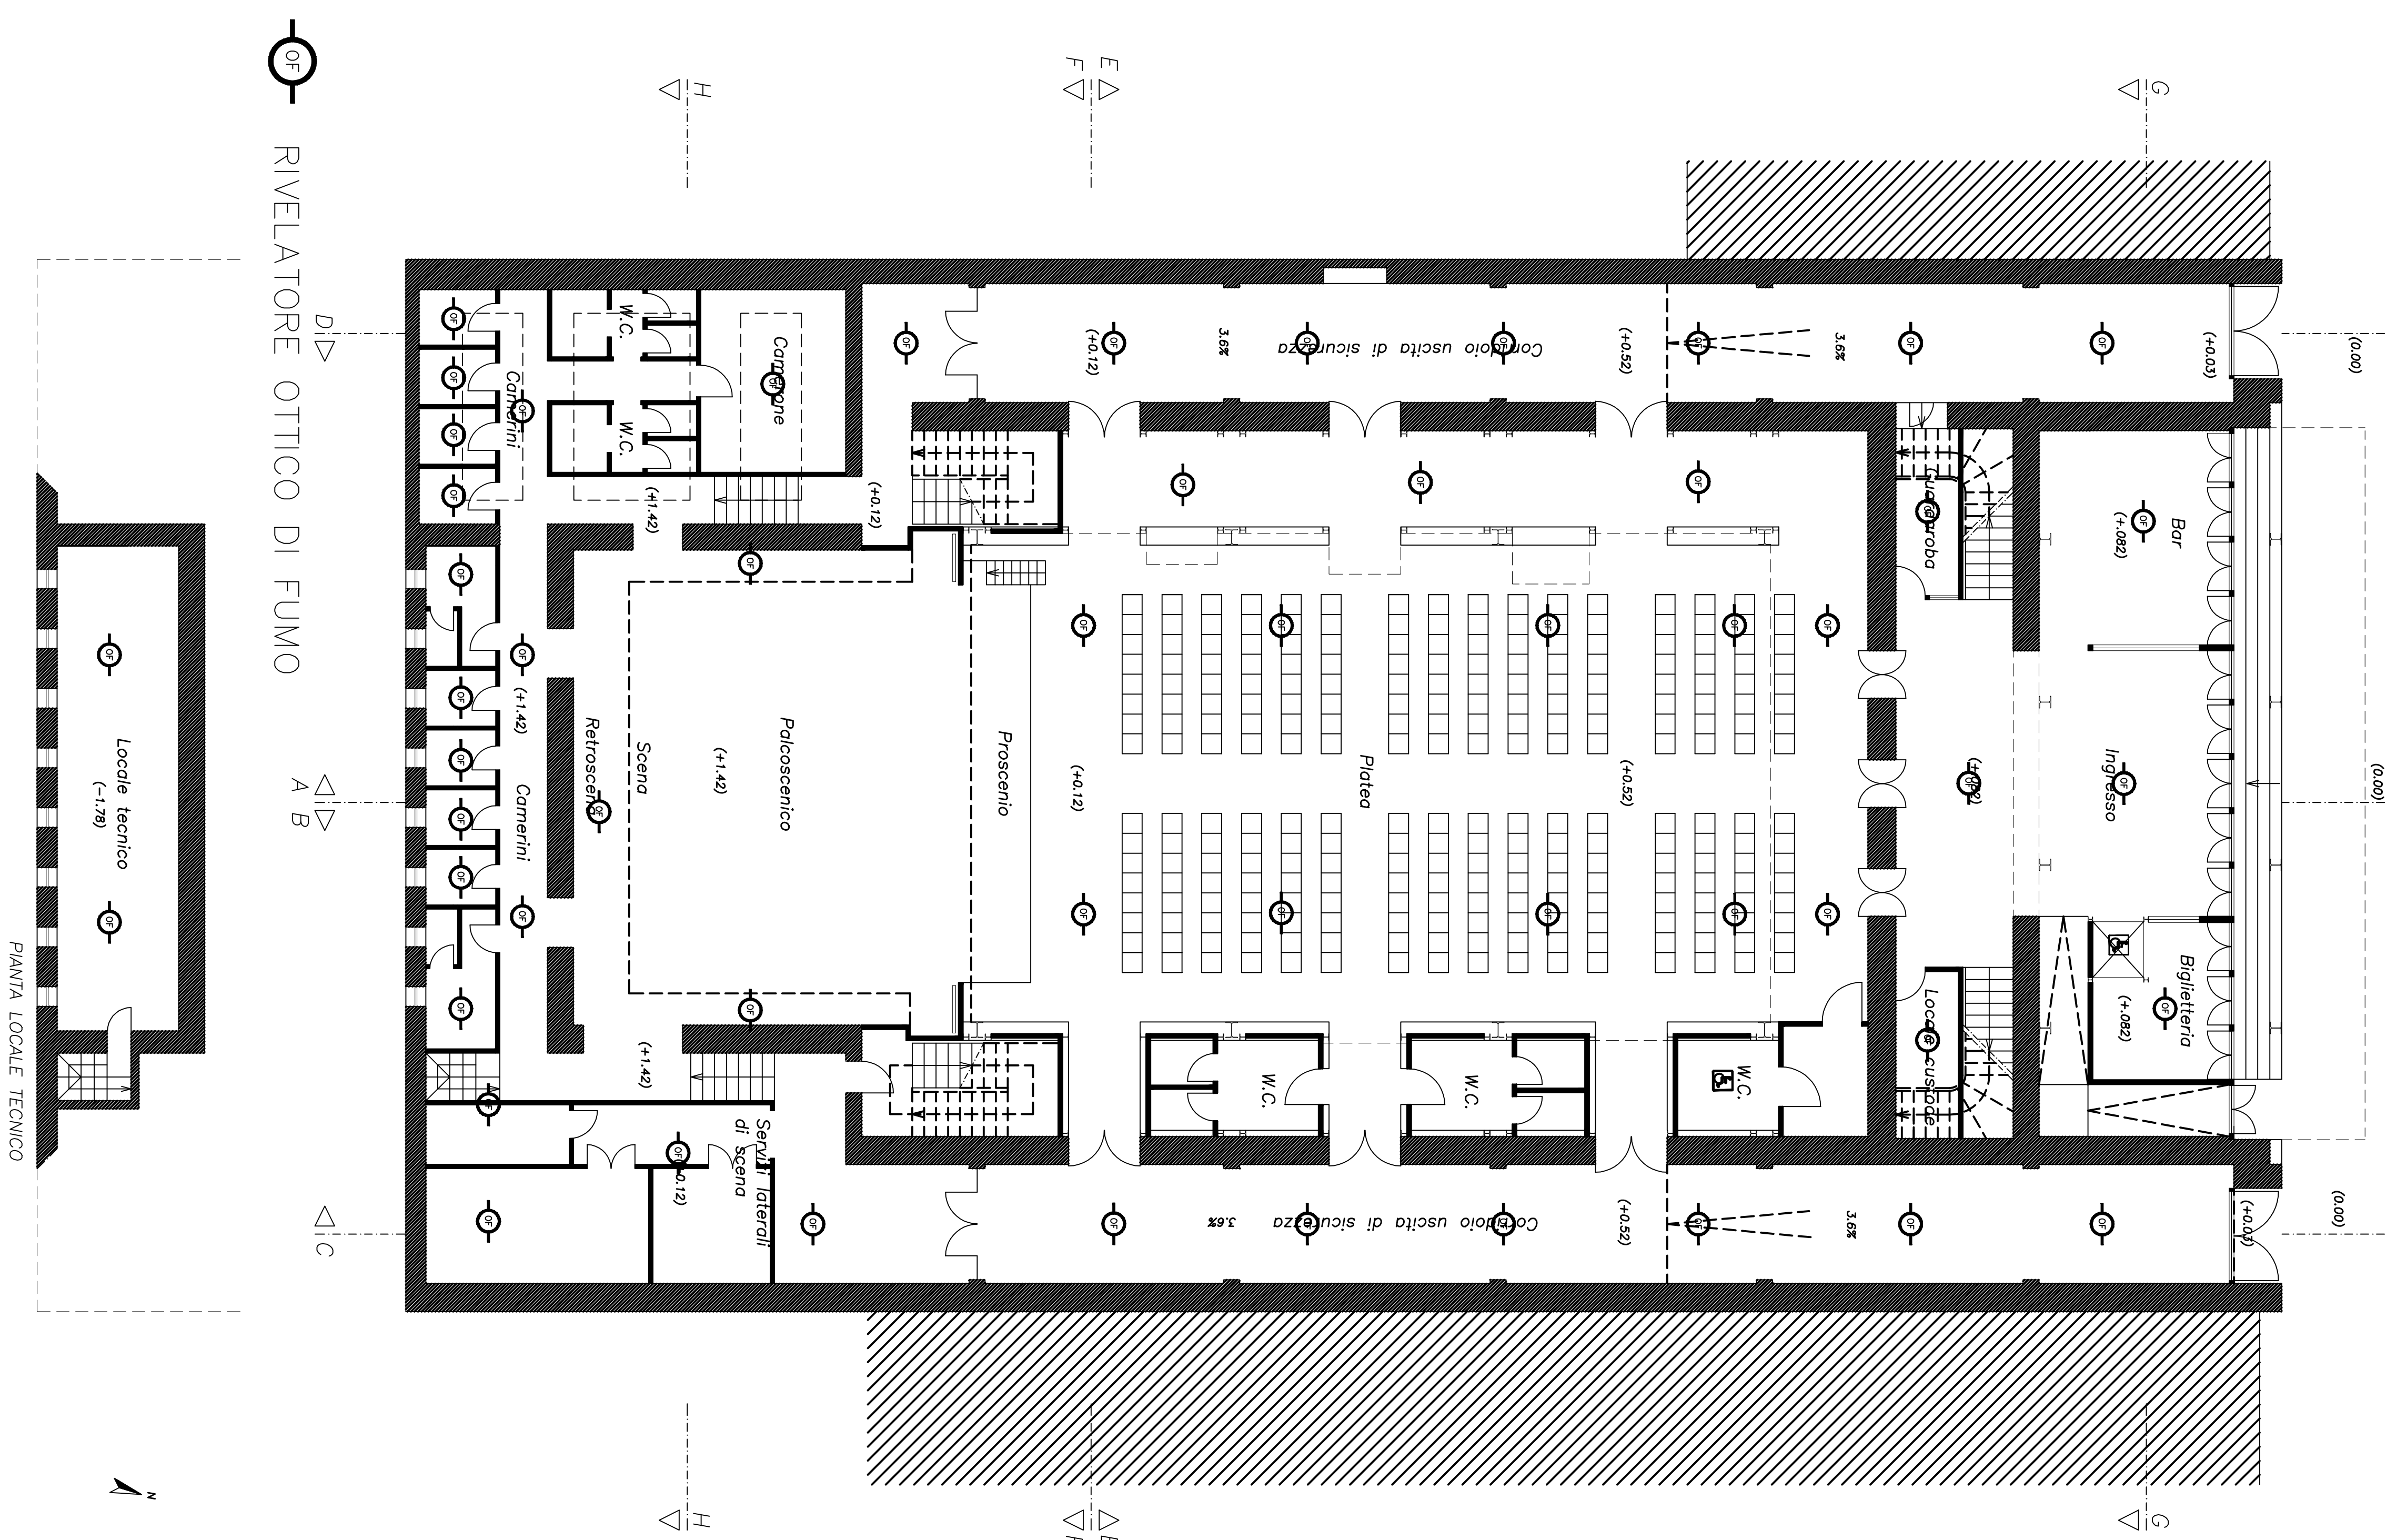 OF
RIVELATORE OTTICO DI FUMO
H
F
E
G
D
A
B
C
H
E
G
N
PIANTA LOCALE TECNICO
Locale tecnico
(-1.78)
Camerini
W.C.
W.C.
Camerone
(+1.42)
(+0.12)
(+0.12)
3.6%
Corridoio uscita di sicurezza
(+0.52)
3.6%
(+0.03)
(0.00)
Guardaroba
Bar
(+.082)
Camerini
(+1.42)
Retroscena
Scena
(+1.42)
Palcoscenico
Proscenio
(+0.12)
Platea
(+0.52)
Ingresso
(0.00)
Biglietteria
(+.082)
Locale custode
(+1.42)
W.C.
W.C.
W.C.
Servizi laterali
di scena
3.6%
Corridoio uscita di sicurezza
(+0.52)
3.6%
(+0.03)
(0.00)